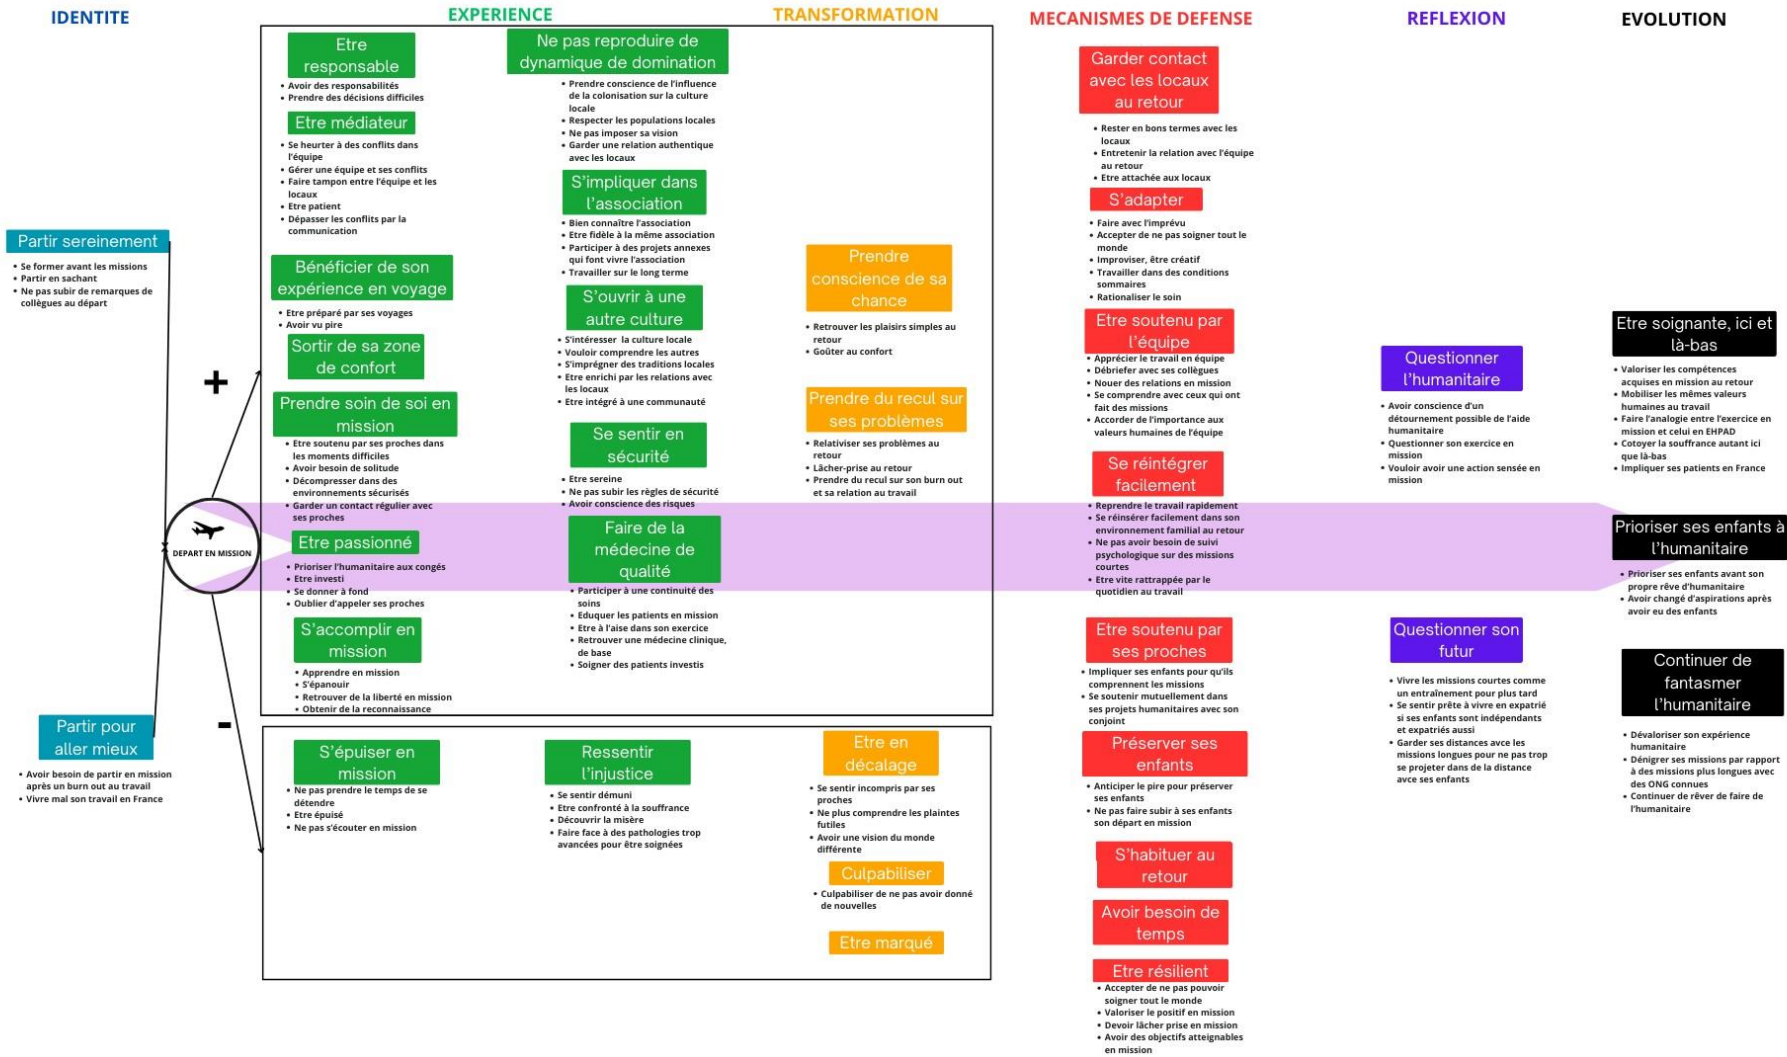 IDENTITE
EXPERIENCE
TRANSFORMATION
MECANISMES DE DEFENSE
REFLEXION
EVOLUTION
Partir sereinement
• Se former avant les missions
• Partir en sachant
• Ne pas subir de remarques de
collègues au départ
Partir pour
aller mieux
• Avoir besoin de partir en mission
après un burn out au travail
• Vivre mal son travail en France
+
DEPART EN MISSION
-
Etre
responsable
• Avoir des responsabilités
• Prendre des décisions difficiles
Etre médiateur
• Se heurter à des conflits dans
l'équipe
• Gérer une équipe et ses conflits
• Faire tampon entre l'équipe et les
locaux
• Etre patient
• Dépasser les conflits par la
communication
Bénéficier de son
expérience en voyage
• Etre préparé par ses voyages
• Avoir vu pire
Sortir de sa zone
de confort
Prendre soin de soi en
mission
• Etre soutenu par ses proches dans
les moments difficiles
• Avoir besoin de solitude
• Décompresser dans des
environnements sécurisés
• Garder un contact régulier avec
ses proches
Etre passionné
• Prioriser l'humanitaire aux congés
• Etre investi
• Se donner à fond
• Oublier d'appeler ses proches
S'accomplir en
mission
• Apprendre en mission
• S'épanouir
• Retrouver de la liberté en mission
• Obtenir de la reconnaissance
Ne pas reproduire de
dynamique de domination
• Prendre conscience de l'influence
de la colonisation sur la culture
locale
• Respecter les populations locales
• Ne pas imposer sa vision
• Garder une relation authentique
avec les locaux
S'impliquer dans
l'association
• Bien connaître l'association
• Etre fidèle à la même association
• Participer à des projets annexes
qui font vivre l'association
• Travailler sur le long terme
S'ouvrir à une
autre culture
• S'intéresser la culture locale
• Vouloir comprendre les autres
• S'imprégner des traditions locales
• Etre enrichi par les relations avec
les locaux
• Etre intégré à une communauté
Se sentir en
sécurité
• Etre sereine
• Ne pas subir les règles de sécurité
• Avoir conscience des risques
Faire de la
médecine de
qualité
• Participer à une continuité des
soins
• Eduquer les patients en mission
• Etre à l'aise dans son exercice
• Retrouver une médecine clinique,
de base
• Soigner des patients investis
Prendre
conscience de sa
chance
• Retrouver les plaisirs simples au
retour
• Goûter au confort
Prendre du recul sur
ses problèmes
• Relativiser ses problèmes au
retour
• Lâcher-prise au retour
• Prendre du recul sur son burn out
et sa relation au travail
S'épuiser en
mission
• Ne pas prendre le temps de se
détendre
• Etre épuisé
• Ne pas s'écouter en mission
Ressentir
l'injustice
• Se sentir démuni
• Etre confronté à la souffrance
• Découvrir la misère
• Faire face à des pathologies trop
avancées pour être soignées
Etre en
décalage
• Se sentir incompris par ses
proches
• Ne plus comprendre les plaintes
futiles
• Avoir une vision du monde
différente
Culpabiliser
• Culpabiliser de ne pas avoir donné
de nouvelles
Etre marqué
Garder contact
avec les locaux
au retour
• Rester en bons termes avec les
locaux
• Entretenir la relation avec l'équipe
au retour
• Etre attachée aux locaux
S'adapter
• Faire avec l'imprévu
• Accepter de ne pas soigner tout le
monde
• Improviser, être créatif
• Travailler dans des conditions
sommaires
• Rationaliser le soin
Etre soutenu par
l'équipe
• Apprécier le travail en équipe
• Débriefer avec ses collègues
• Nouer des relations en mission
• Se comprendre avec ceux qui ont
fait des missions
• Accorder de l'importance aux
valeurs humaines de l'équipe
Se réintégrer
facilement
• Reprendre le travail rapidement
• Se réinsérer facilement dans son
environnement familial au retour
• Ne pas avoir besoin de suivi
psychologique sur des missions
courtes
• Etre vite rattrappée par le
quotidien au travail
Etre soutenu par
ses proches
• Impliquer ses enfants pour qu'ils
comprennent les missions
• Se soutenir mutuellement dans
ses projets humanitaires avec son
conjoint
Préserver ses
enfants
• Anticiper le pire pour préserver
ses enfants
• Ne pas faire subir à ses enfants
son départ en mission
S'habituer au
retour
Avoir besoin de
temps
Etre résilient
• Accepter de ne pas pouvoir
soigner tout le monde
• Valoriser le positif en mission
• Devoir lâcher prise en mission
• Avoir des objectifs atteignables
en mission
Questionner
l'humanitaire
• Avoir conscience d'un
détournement possible de l'aide
humanitaire
• Questionner son exercice en
mission
• Vouloir avoir une action sensée en
mission
Questionner son
futur
• Vivre les missions courtes comme
un entraînement pour plus tard
• Se sentir prête à vivre en expatrié
si ses enfants sont indépendants
et expatriés aussi
• Garder ses distances avce les
missions longues pour ne pas trop
se projeter dans de la distance
avce ses enfants
Etre soignante, ici et
là-bas
• Valoriser les compétences
acquises en mission au retour
• Mobiliser les mêmes valeurs
humaines au travail
• Faire l'analogie entre l'exercice en
mission et celui en EHPAD
• Cotoyer la souffrance autant ici
que là-bas
• Impliquer ses patients en France
Prioriser ses enfants à
l'humanitaire
• Prioriser ses enfants avant son
propre rêve d'humanitaire
• Avoir changé d'aspirations après
avoir eu des enfants
Continuer de
fantasmer
l'humanitaire
• Dévaloriser son expérience
humanitaire
• Dénigrer ses missions par rapport
à des missions plus longues avec
des ONG connues
• Continuer de rêver de faire de
l'humanitaire